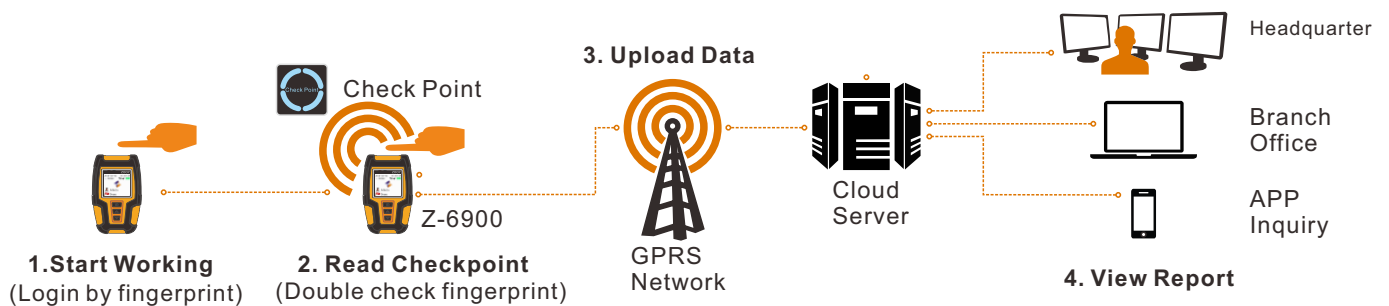 Check Point
Check Point
Z-6900
1.Start Working
(Login by fingerprint)
2. Read Checkpoint
(Double check fingerprint)
3. Upload Data
GPRS
Network
Cloud
Server
Headquarter
Branch
Office
APP
Inquiry
4. View Report